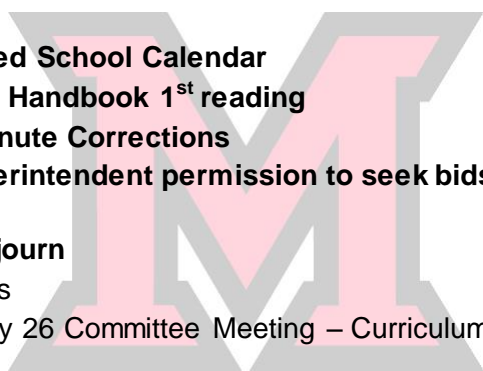 ed School Calendar
Handbook 1st reading
nute Corrections
erintendent permission to seek bids
journ
s
y 26 Committee Meeting – Curriculum